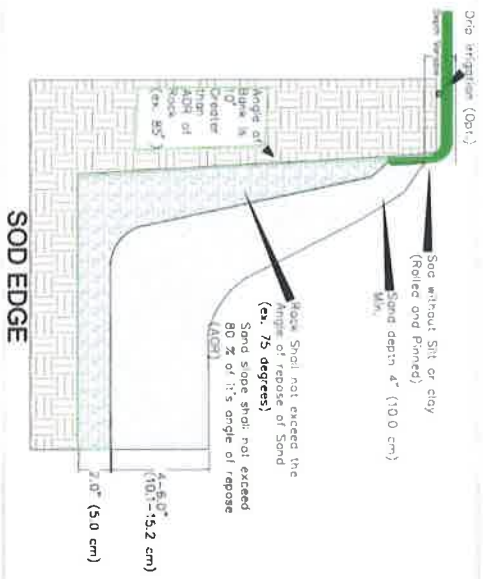 Drip Irrigation (Opt.)
Depth Varies
Angle of
Bank is
10°
Greater
than
AOR of
Rock
(ex. 85°)
Sod without Silt or clay
(Rolled and Pinned)
Sand depth 4" (10.0 cm)
Min.
Rock Shall not exceed the
Angle of repose of Sand
(ex. 75 degrees)
(AOR)
Sand slope shall not exceed
80 % of it's angle of repose
4-6.0"
(10.1-15.2 cm)
2.0" (5.0 cm)
SOD EDGE